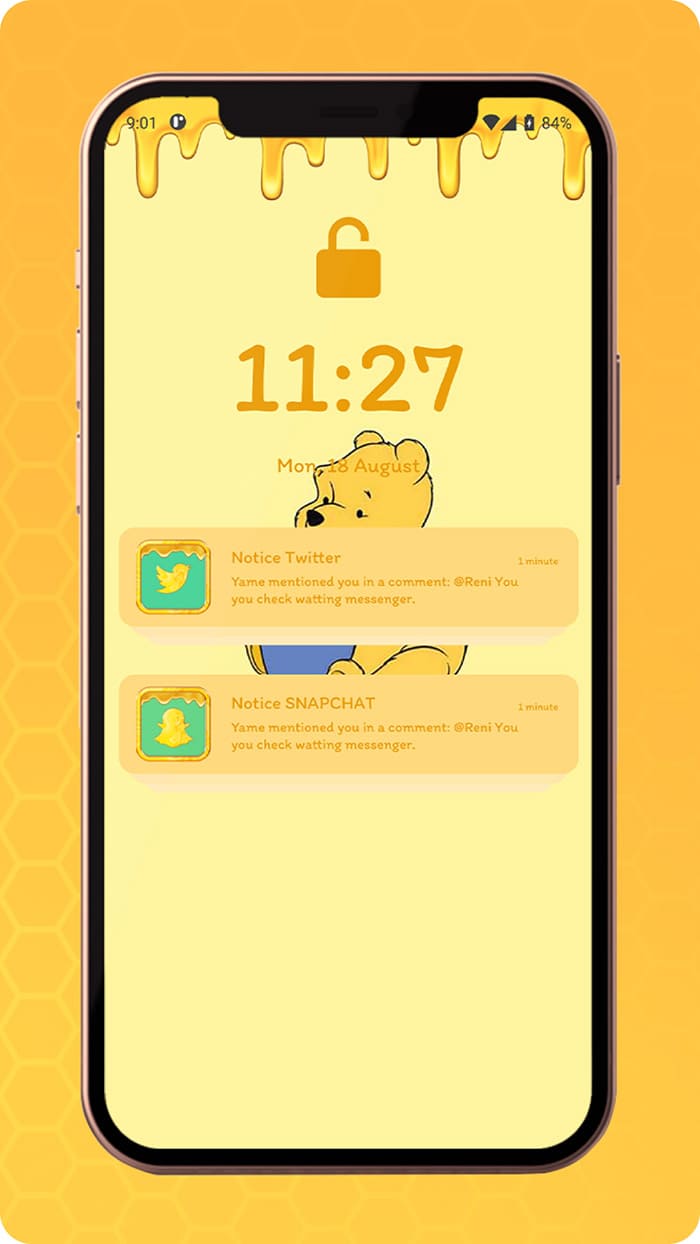 9:01 84%
11:27
Mon, 18 August
Notice Twitter
1 minute
Yame mentioned you in a comment: @Reni You
you check watting messenger.
Notice SNAPCHAT
1 minute
Yame mentioned you in a comment: @Reni You
you check watting messenger.